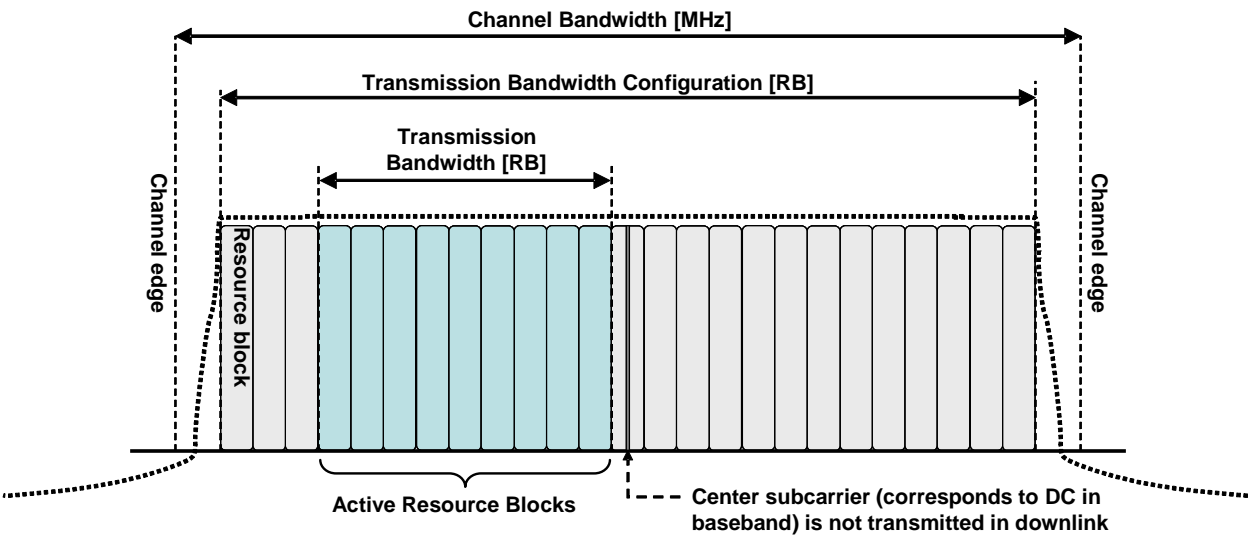 Channel Bandwidth [MHz]
Transmission Bandwidth Configuration [RB]
Transmission
Bandwidth [RB]
Channel edge
Channel edge
Resource block
Active Resource Blocks
Center subcarrier (corresponds to DC in
baseband) is not transmitted in downlink